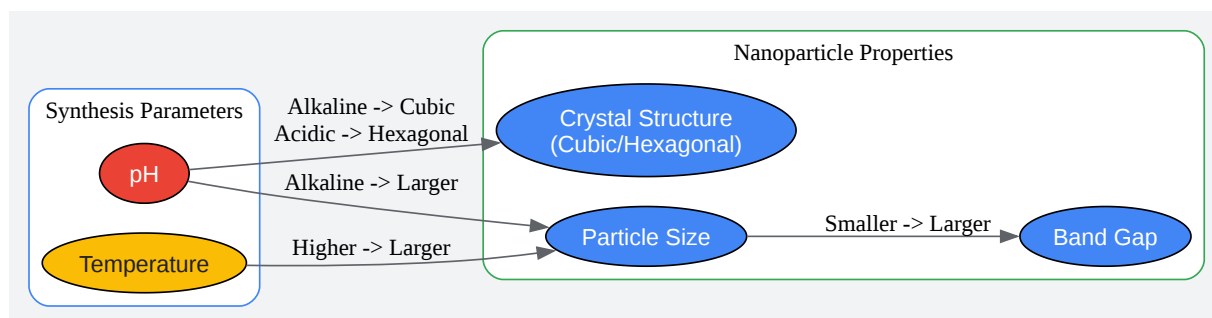 Nanoparticle Properties
Synthesis Parameters
Alkaline -> Cubic
Acidic -> Hexagonal
Crystal Structure
(Cubic/Hexagonal)
pH
Alkaline -> Larger
Particle Size
Smaller -> Larger
Band Gap
Temperature
Higher -> Larger